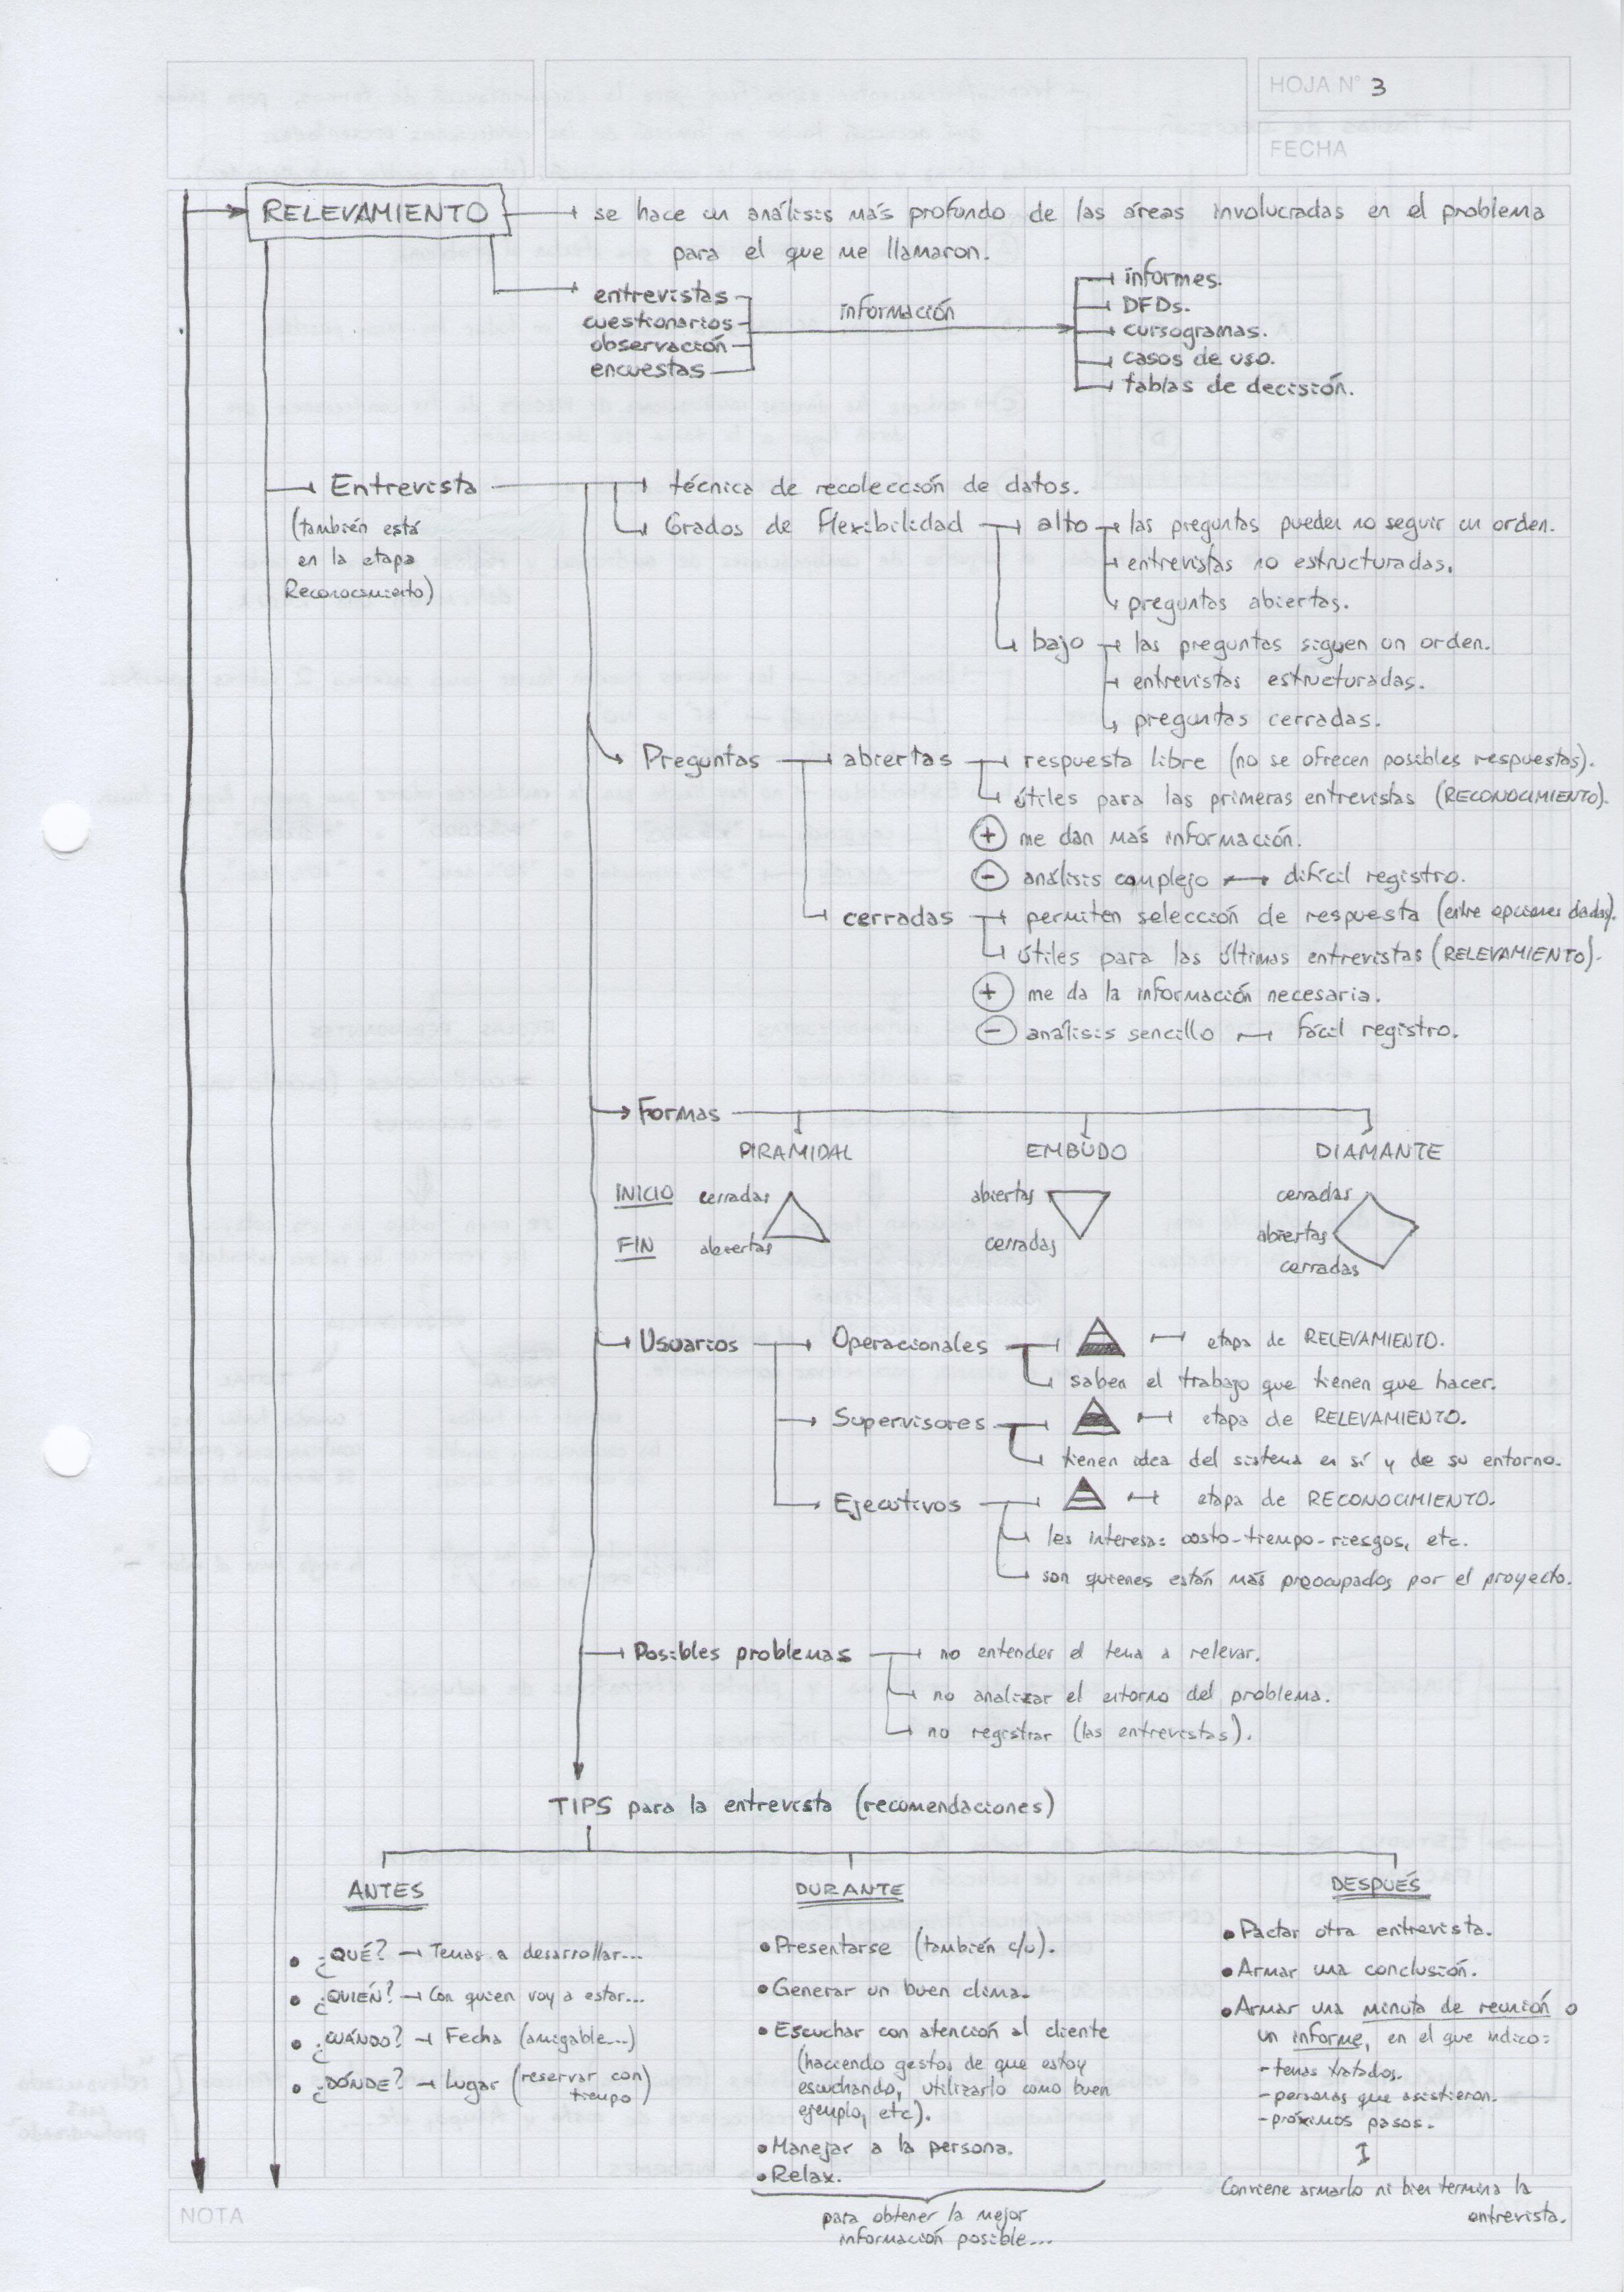 HOJA N° 3
FECHA
RELEVAMIENTO → se hace un análisis más profundo de las áreas involucradas en el problema
para el que me llamaron.
entrevistas
cuestionarios
observación
encuestas
información
informes.
DFDs.
cursogramas.
casos de uso.
tablas de decisión.
Entrevista → técnica de recolección de datos.
(también está
en la etapa
Reconocimiento)
Grados de Flexibilidad → alto → las preguntas pueden no seguir un orden.
entrevistas no estructuradas.
preguntas abiertas.
bajo → las preguntas siguen un orden.
entrevistas estructuradas.
preguntas cerradas.
Preguntas → abiertas → respuesta libre (no se ofrecen posibles respuestas).
útiles para las primeras entrevistas (RECONOCIMIENTO).
+ me dan más información.
- análisis complejo → difícil registro.
cerradas → permiten selección de respuesta (entre opciones dadas).
útiles para las últimas entrevistas (RELEVAMIENTO).
+ me da la información necesaria.
- análisis sencillo → fácil registro.
Formas
PIRAMIDAL EMBUDO DIAMANTE
INICIO cerradas abiertas cerradas
abiertas
FIN abiertas cerradas cerradas
Usuarios → Operacionales → etapa de RELEVAMIENTO.
saben el trabajo que tienen que hacer.
Supervisores → etapa de RELEVAMIENTO.
tienen idea del sistema en sí y de su entorno.
Ejecutivos → etapa de RECONOCIMIENTO.
les interesa: costo-tiempo-riesgos, etc.
son quienes están más preocupados por el proyecto.
Posibles problemas → no entender el tema a relevar.
no analizar el entorno del problema.
no registrar (las entrevistas).
TIPS para la entrevista (recomendaciones)
ANTES
• ¿QUÉ? → Temas a desarrollar...
• ¿QUIÉN? → Con quien voy a estar...
• ¿CUÁNDO? → Fecha (amigable...)
• ¿DÓNDE? → Lugar (reservar con
tiempo)
DURANTE
• Presentarse (también c/u).
• Generar un buen clima.
• Escuchar con atención al cliente
(haciendo gestos de que estoy
escuchando, utilizarlo como buen
ejemplo, etc).
• Manejar a la persona.
• Relax.
para obtener la mejor
información posible...
DESPUÉS
• Pactar otra entrevista.
• Armar una conclusión.
• Armar una minuta de reunión o
un informe, en el que indico:
- temas tratados.
- personas que asistieron.
- próximos pasos.
Conviene armarlo ni bien termina la
entrevista.
NOTA